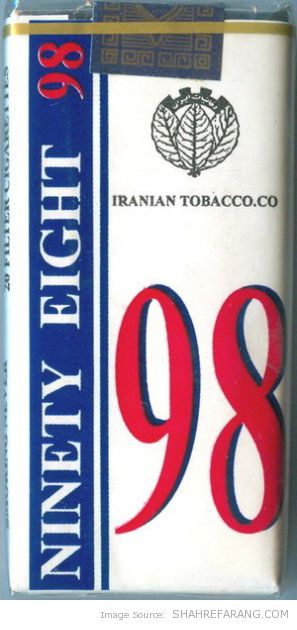 IRANIAN TOBACCO.CO
98
NINETY EIGHT 98
20 FILTER CIGARETTES
Image Source: SHAHREFARANG.COM